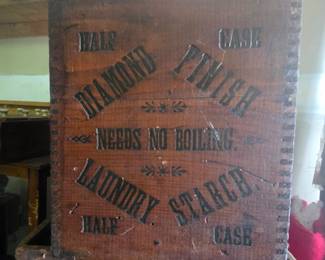 HALF CASE
DIAMOND FINISH
NEEDS NO BOILING.
LAUNDRY STARCH.
HALF CASE